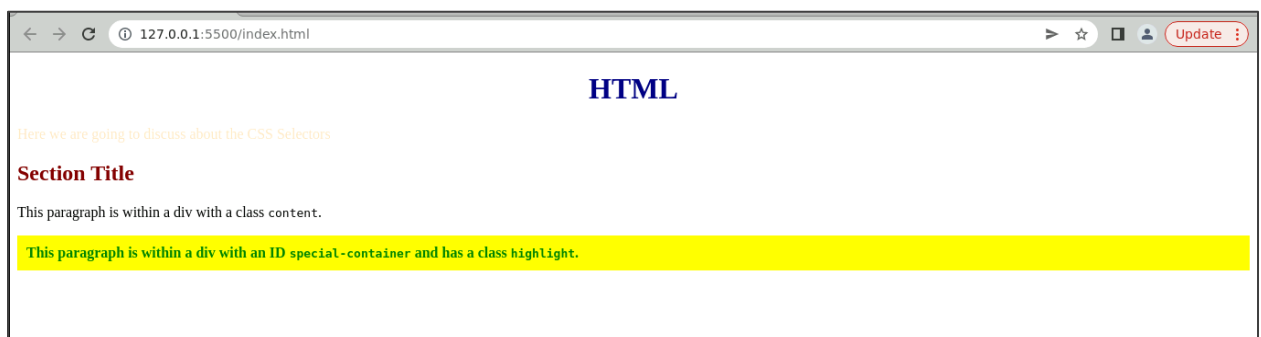 127.0.0.1:5500/index.html
Update
HTML
Here we are going to discuss about the CSS Selectors
Section Title
This paragraph is within a div with a class content.
This paragraph is within a div with an ID special-container and has a class highlight.